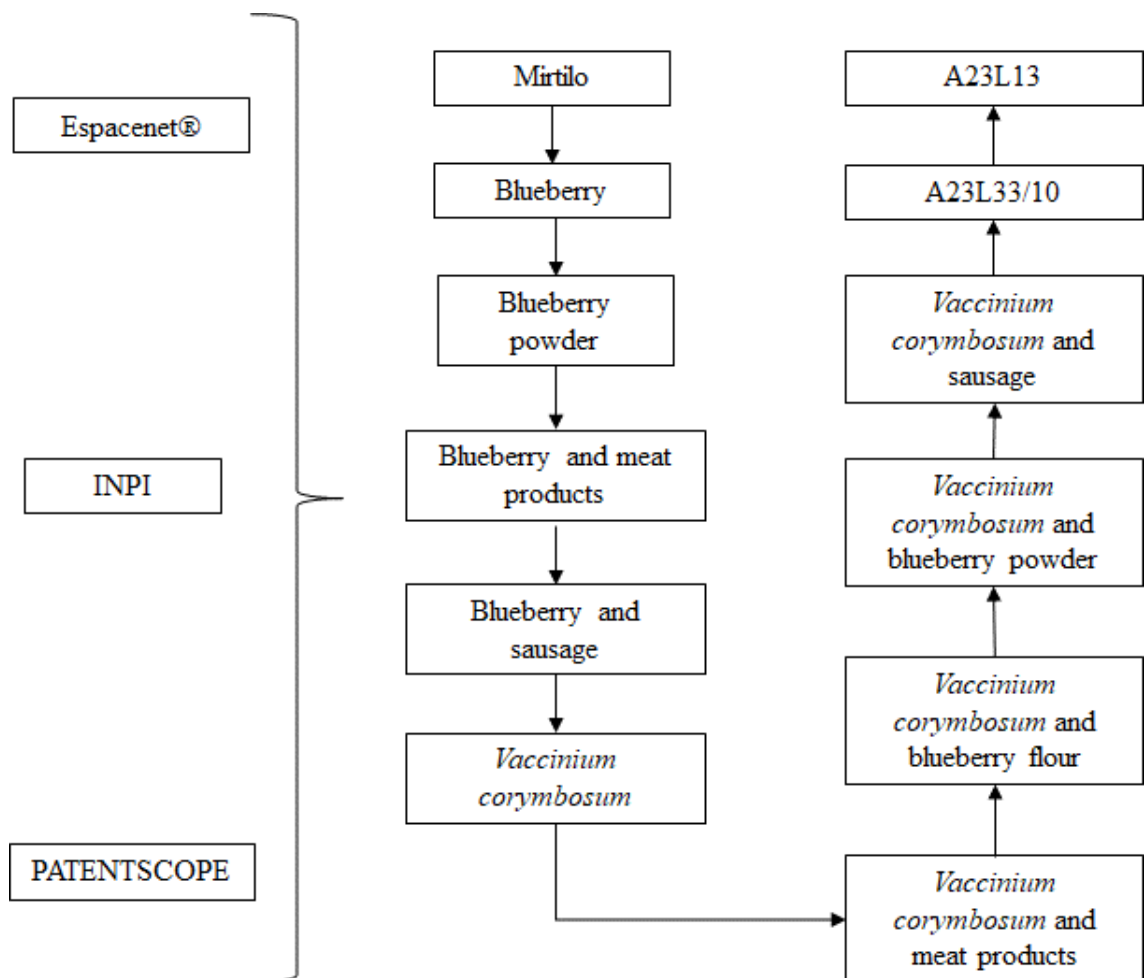 Espacenet®
INPI
PATENTSCOPE
Mirtilo
Blueberry
Blueberry
powder
Blueberry and meat
products
Blueberry and
sausage
Vaccinium
corymbosum
A23L13
A23L33/10
Vaccinium
corymbosum and
sausage
Vaccinium
corymbosum and
blueberry powder
Vaccinium
corymbosum and
blueberry flour
Vaccinium
corymbosum and
meat products